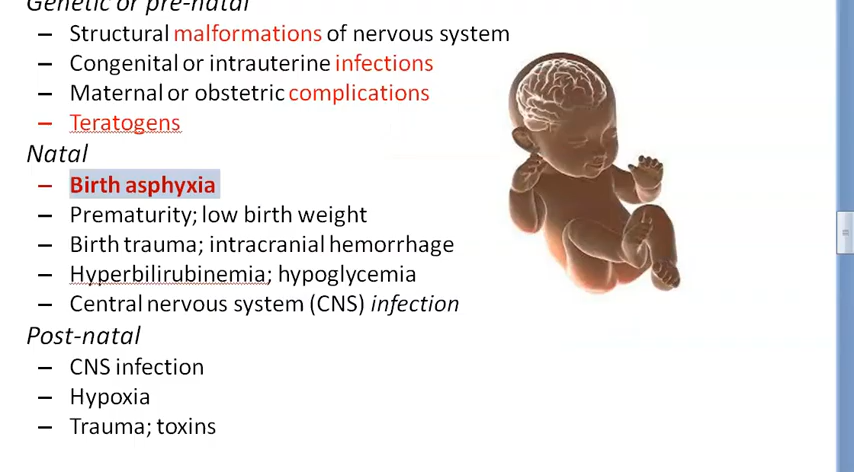 Genetic or pre-natal
– Structural malformations of nervous system
– Congenital or intrauterine infections
– Maternal or obstetric complications
– Teratogens
Natal
– Birth asphyxia
– Prematurity; low birth weight
– Birth trauma; intracranial hemorrhage
– Hyperbilirubinemia; hypoglycemia
– Central nervous system (CNS) infection
Post-natal
– CNS infection
– Hypoxia
– Trauma; toxins